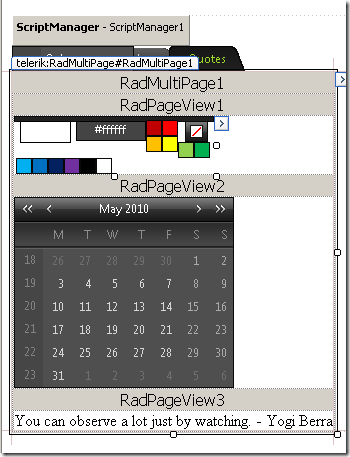 ScriptManager - ScriptManager1
Quotes
telerik:RadMultiPage#RadMultiPage1
RadMultiPage1
RadPageView1
#ffffff
RadPageView2
May 2010
M T W T F S S
18 26 27 28 29 30 1 2
19 3 4 5 6 7 8 9
20 10 11 12 13 14 15 16
21 17 18 19 20 21 22 23
22 24 25 26 27 28 29 30
23 31 1 2 3 4 5 6
RadPageView3
You can observe a lot just by watching. - Yogi Berra